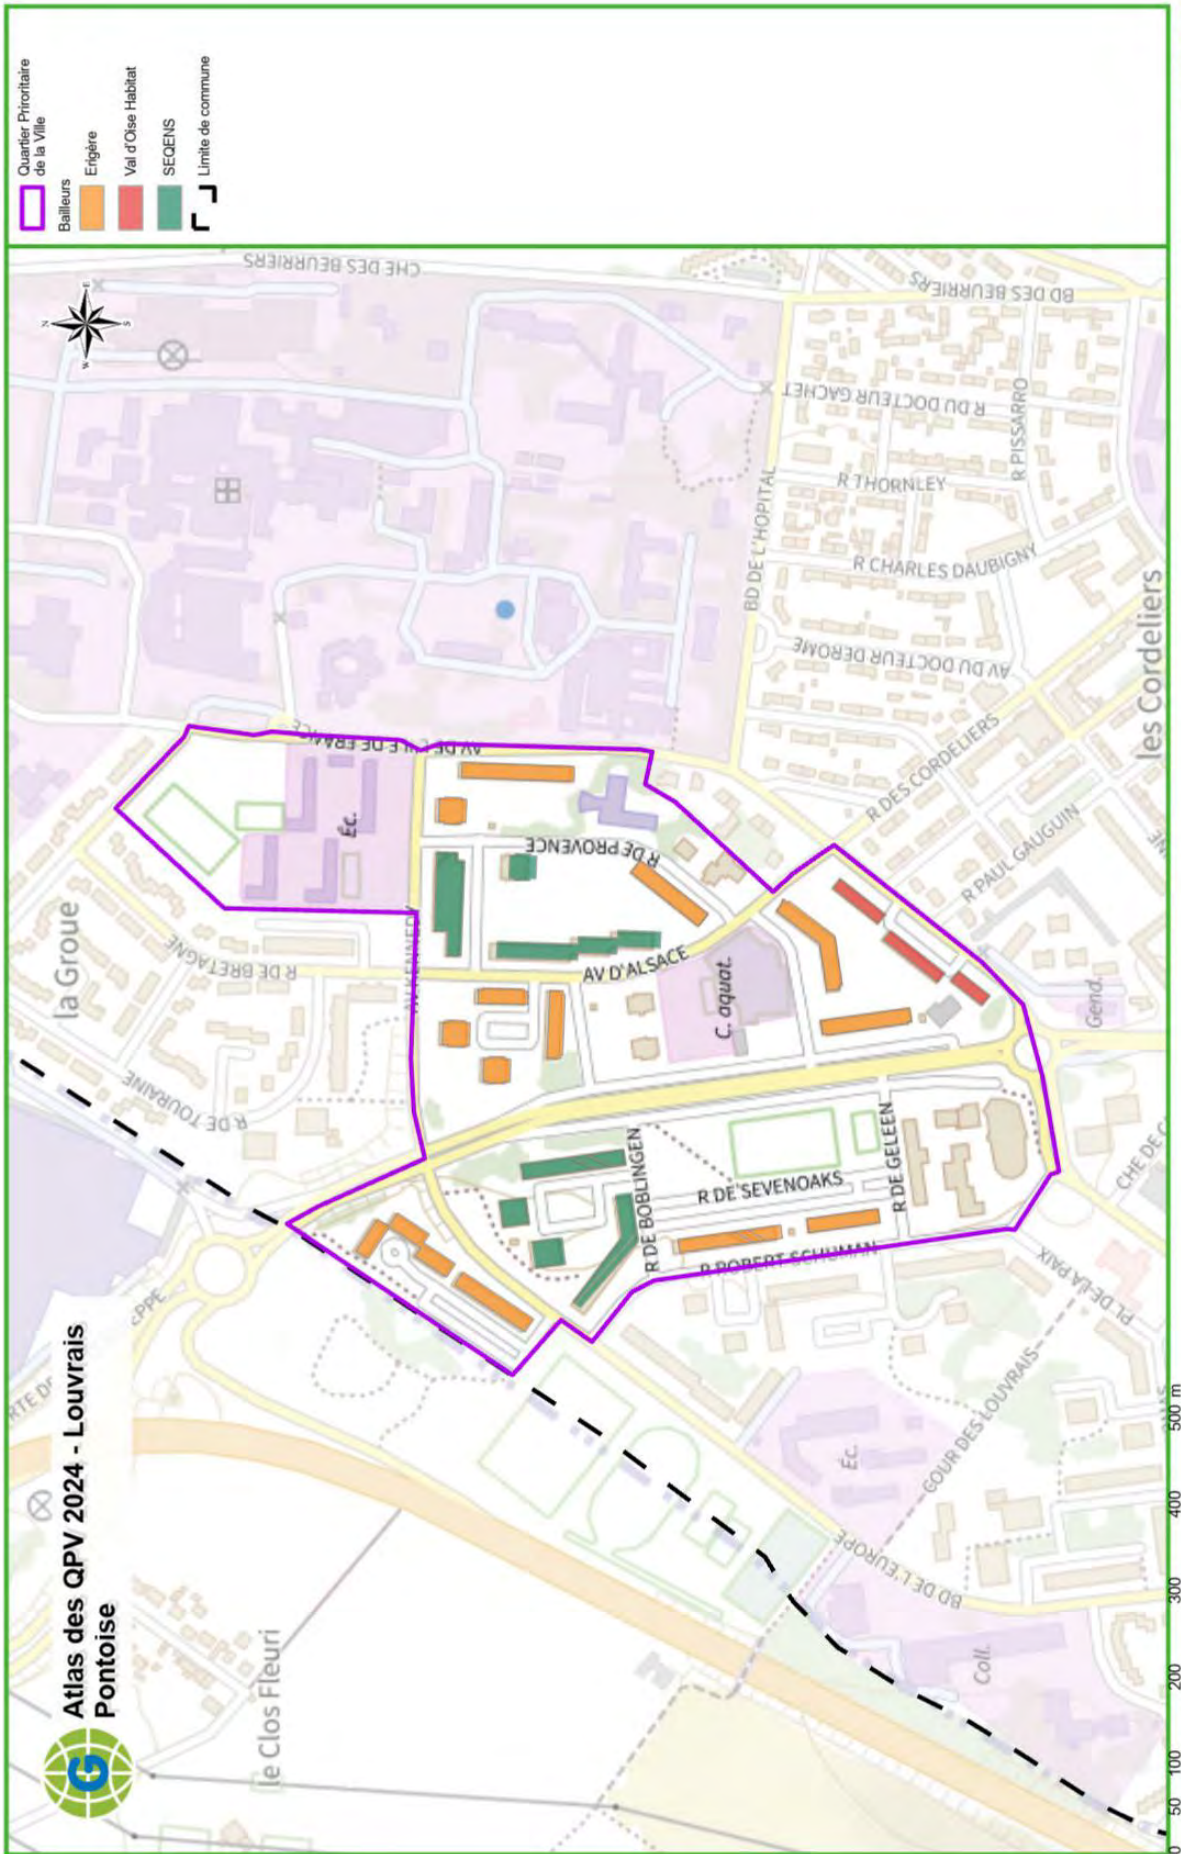 Atlas des QPV 2024 - Louvrais
Pontoise
G
Quartier Priroritaire
de la Ville
Bailleurs
Erigère
Val d'Oise Habitat
SEQENS
Limite de commune
N
W
E
S
CHE DES BEURRIERS
BD DES BEURRIERS
R DU DOCTEUR GACHET
R PISSARRO
R THORNLEY
BD DE L'HOPITAL
R CHARLES DAUBIGNY
AV DU DOCTEUR DEROME
les Cordeliers
R DES CORDELIERS
R PAUL GAUGUIN
Gend.
AV DE L'ILE DE FRANCE
Éc.
R DE PROVENCE
la Groue
R DE BRETAGNE
AV KENNEDY
AV D'ALSACE
C. aquat.
R DE TOURAINE
R DE BOBLINGEN
R DE SEVENOAKS
R DE GELEEN
R ROBERT SCHUMAN
PL DE LA PAIX
COUR DES LOUVRAIS
Éc.
BD DE L'EUROPE
Coll.
le Clos Fleuri
0 50 100 200 300 400 500 m